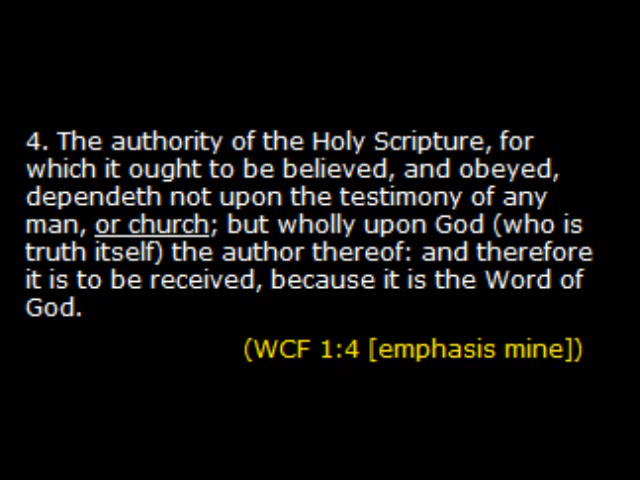 4. The authority of the Holy Scripture, for
which it ought to be believed, and obeyed,
dependeth not upon the testimony of any
man, or church; but wholly upon God (who is
truth itself) the author thereof: and therefore
it is to be received, because it is the Word of
God.
(WCF 1:4 [emphasis mine])